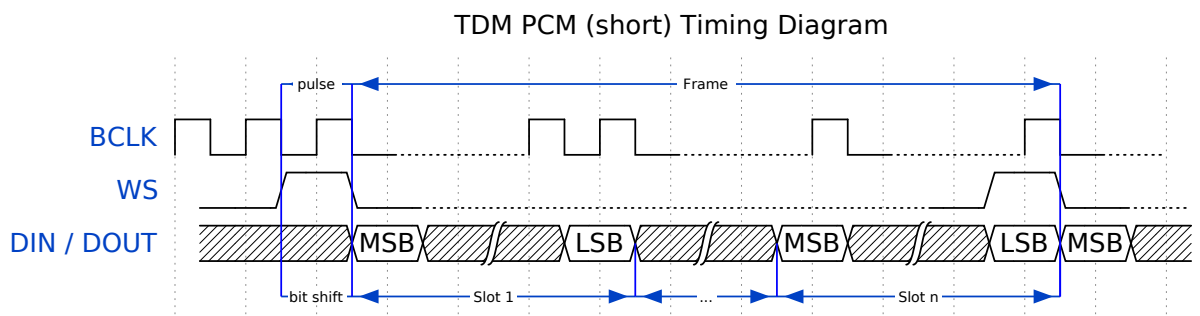 TDM PCM (short) Timing Diagram
pulse Frame
BCLK
WS
DIN / DOUT MSB LSB MSB LSB MSB
bit shift Slot 1 ... Slot n